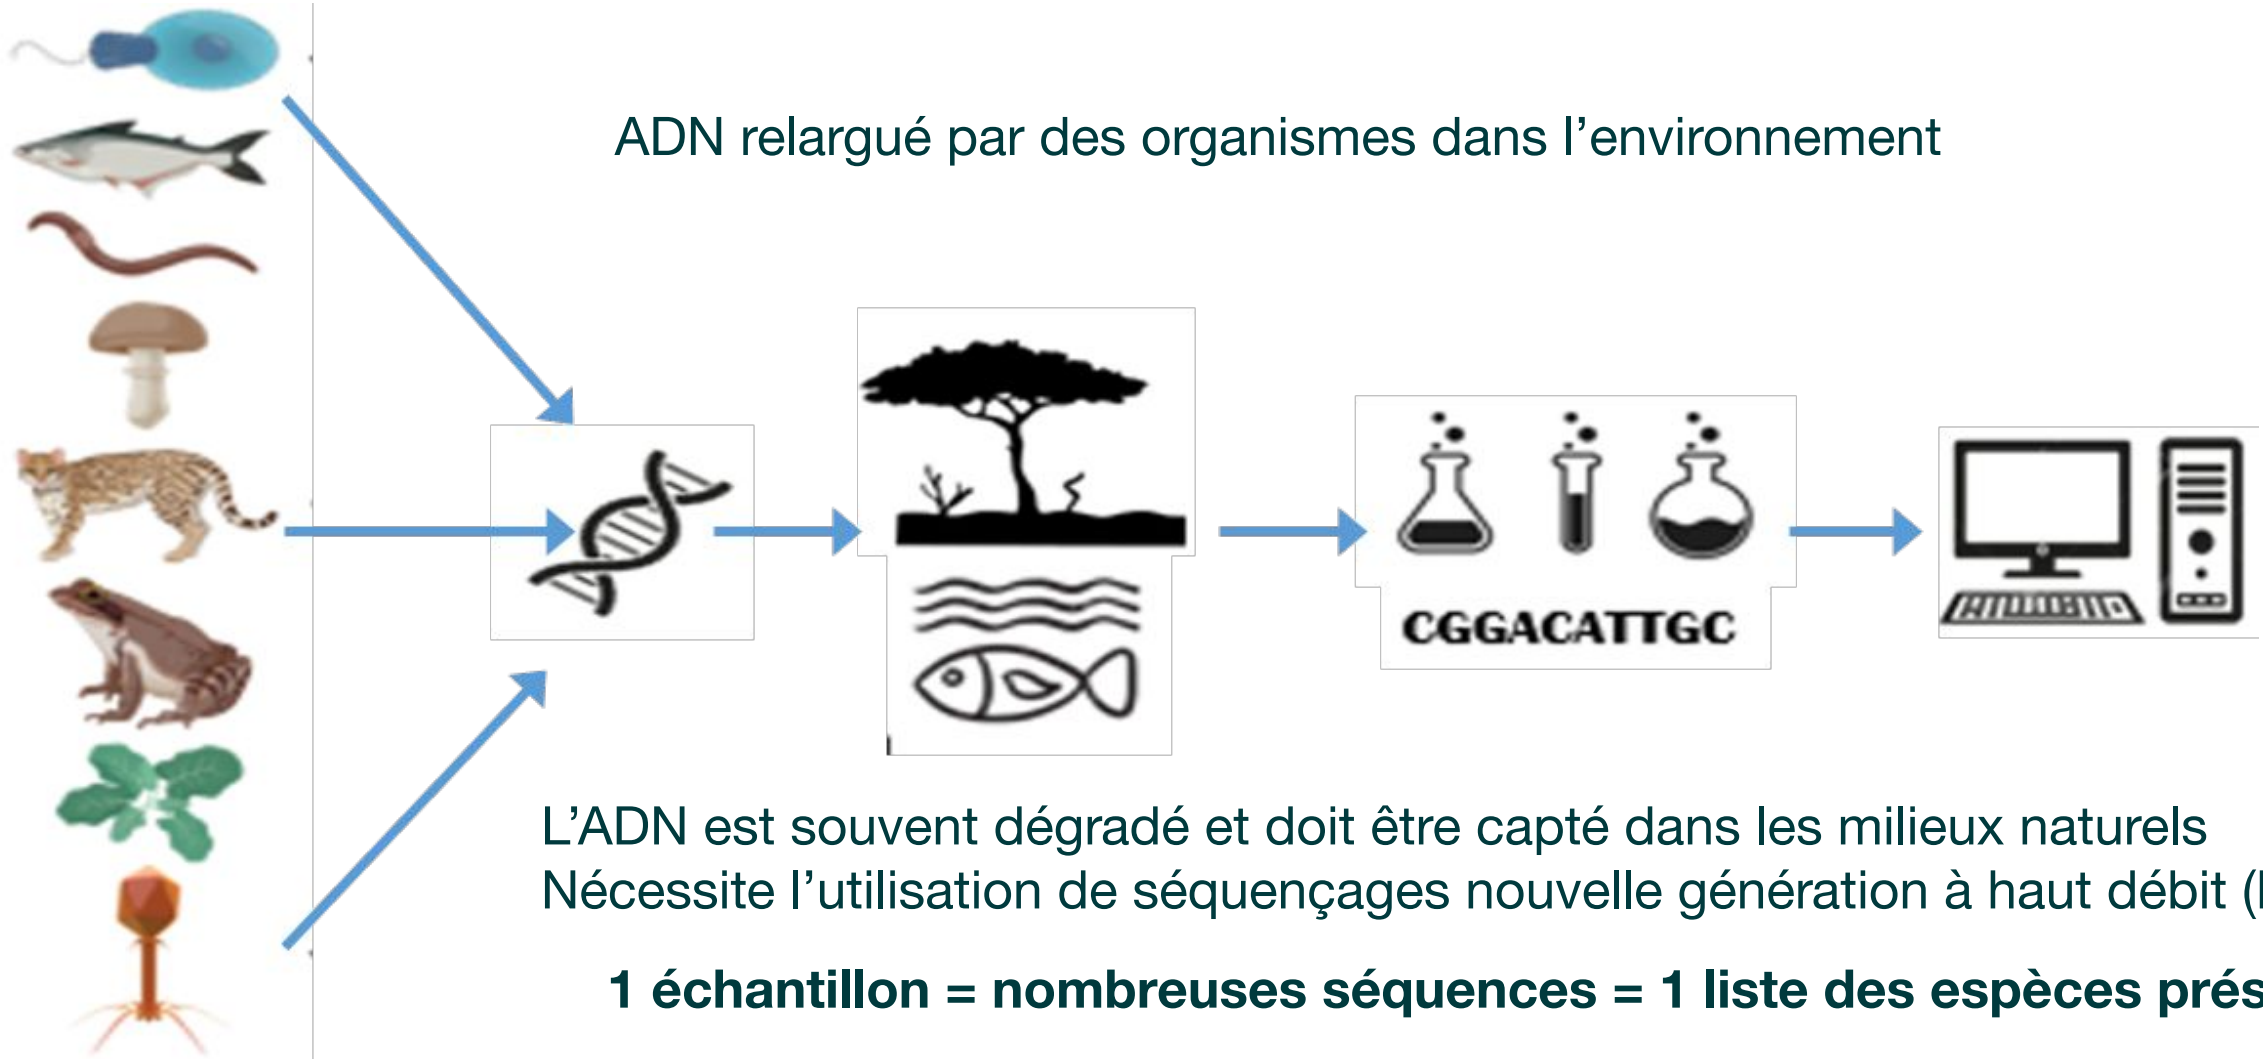 ADN relargué par des organismes dans l’environnement
CGGACATTGC
L’ADN est souvent dégradé et doit être capté dans les milieux naturels
Nécessite l’utilisation de séquençages nouvelle génération à haut débit (
1 échantillon = nombreuses séquences = 1 liste des espèces